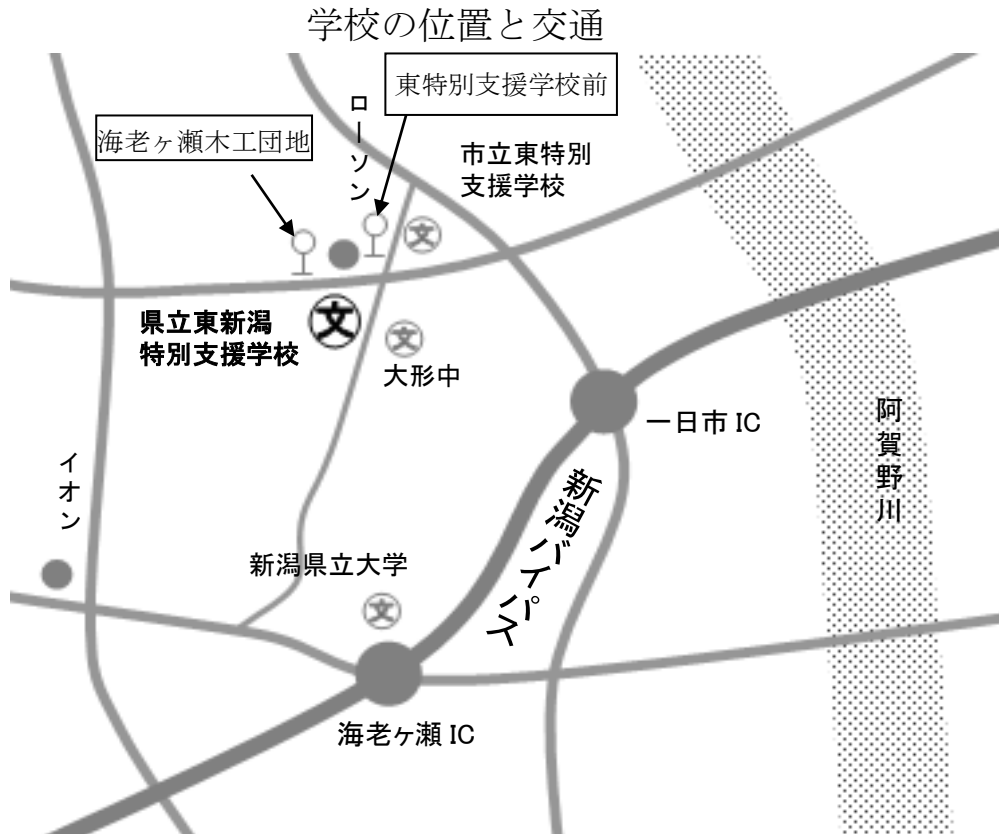 学校の位置と交通
東特別支援学校前
海老ヶ瀬木工団地
ローソン
市立東特別
支援学校
文
文
県立東新潟
特別支援学校
文
大形中
一日市 IC
阿賀野川
イオン
新潟バイパス
新潟県立大学
文
海老ヶ瀬 IC